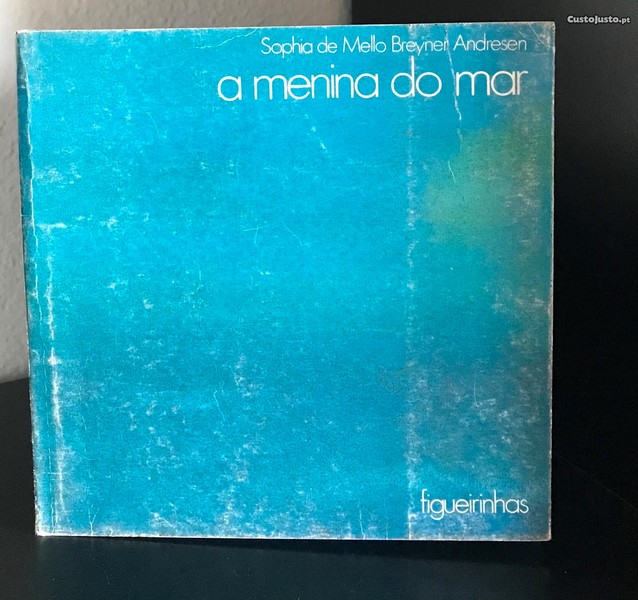 CustoJusto.pt
Sophia de Mello Breyner Andresen
a menina do mar
figueirinhas